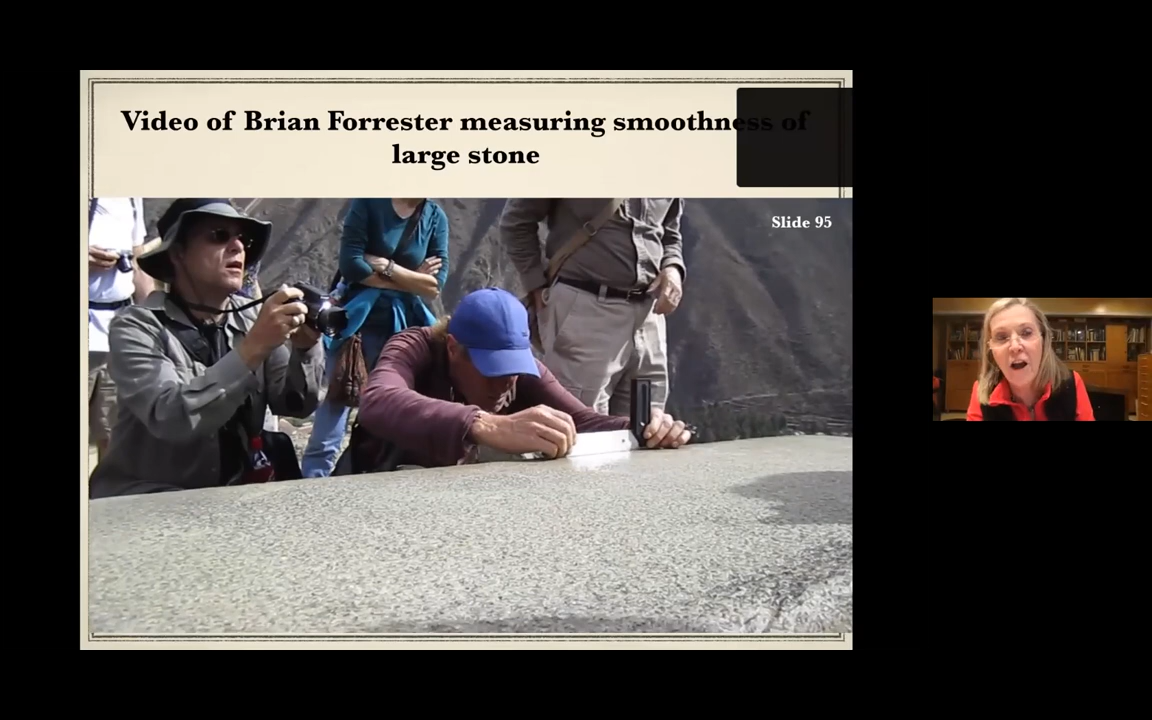 Video of Brian Forrester measuring smoothness of
large stone
Slide 95